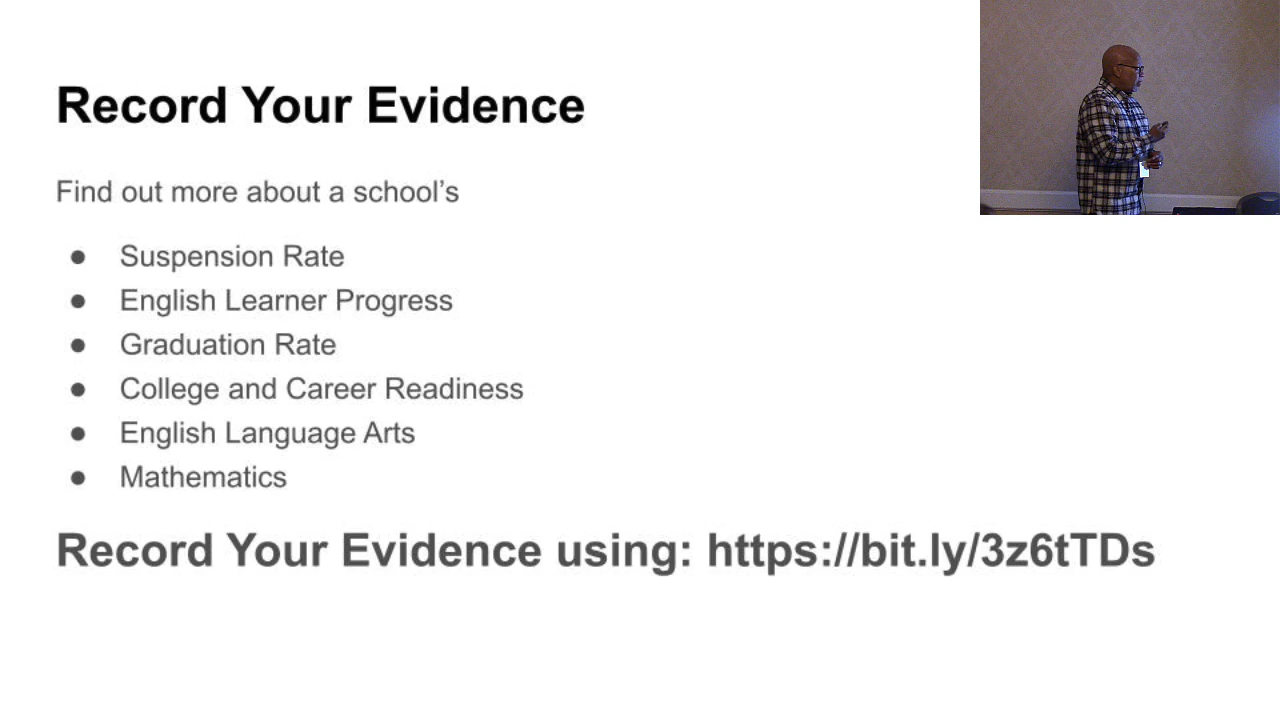 Record Your Evidence
Find out more about a school’s
● Suspension Rate
● English Learner Progress
● Graduation Rate
● College and Career Readiness
● English Language Arts
● Mathematics
Record Your Evidence using: https://bit.ly/3z6tTDs